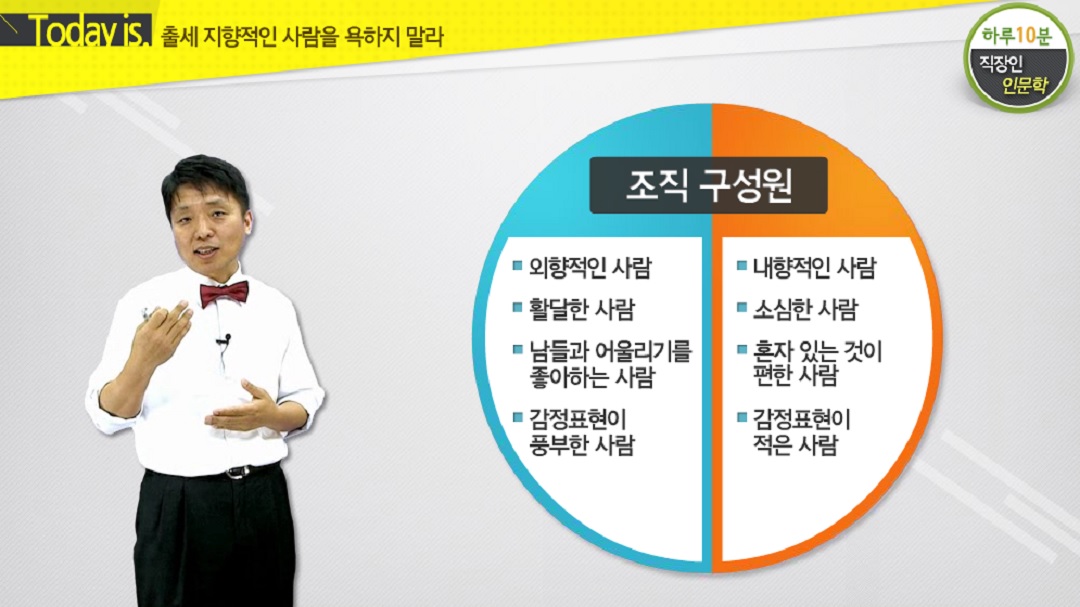 Today is. 출세 지향적인 사람을 욕하지 말라
하루10분
직장인
인문학
조직 구성원
외향적인 사람
활달한 사람
남들과 어울리기를
좋아하는 사람
감정표현이
풍부한 사람
내향적인 사람
소심한 사람
혼자 있는 것이
편한 사람
감정표현이
적은 사람